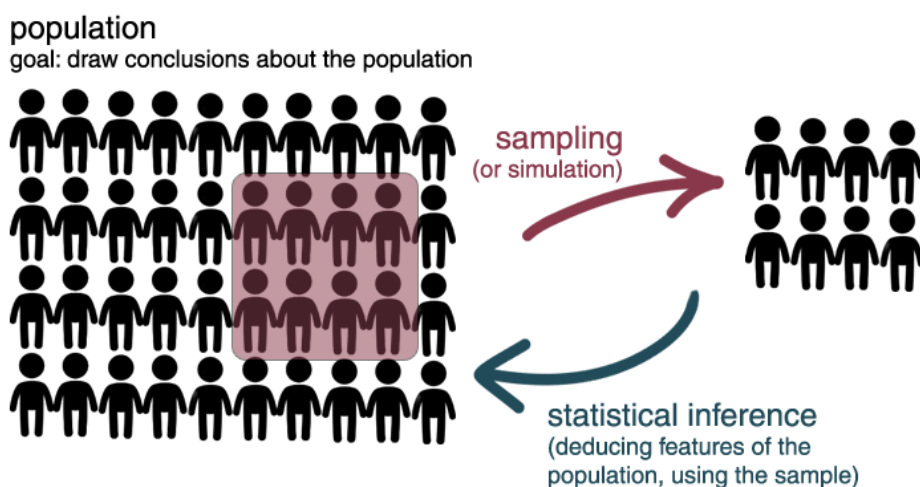 population
goal: draw conclusions about the population
sampling
(or simulation)
statistical inference
(deducing features of the
population, using the sample)